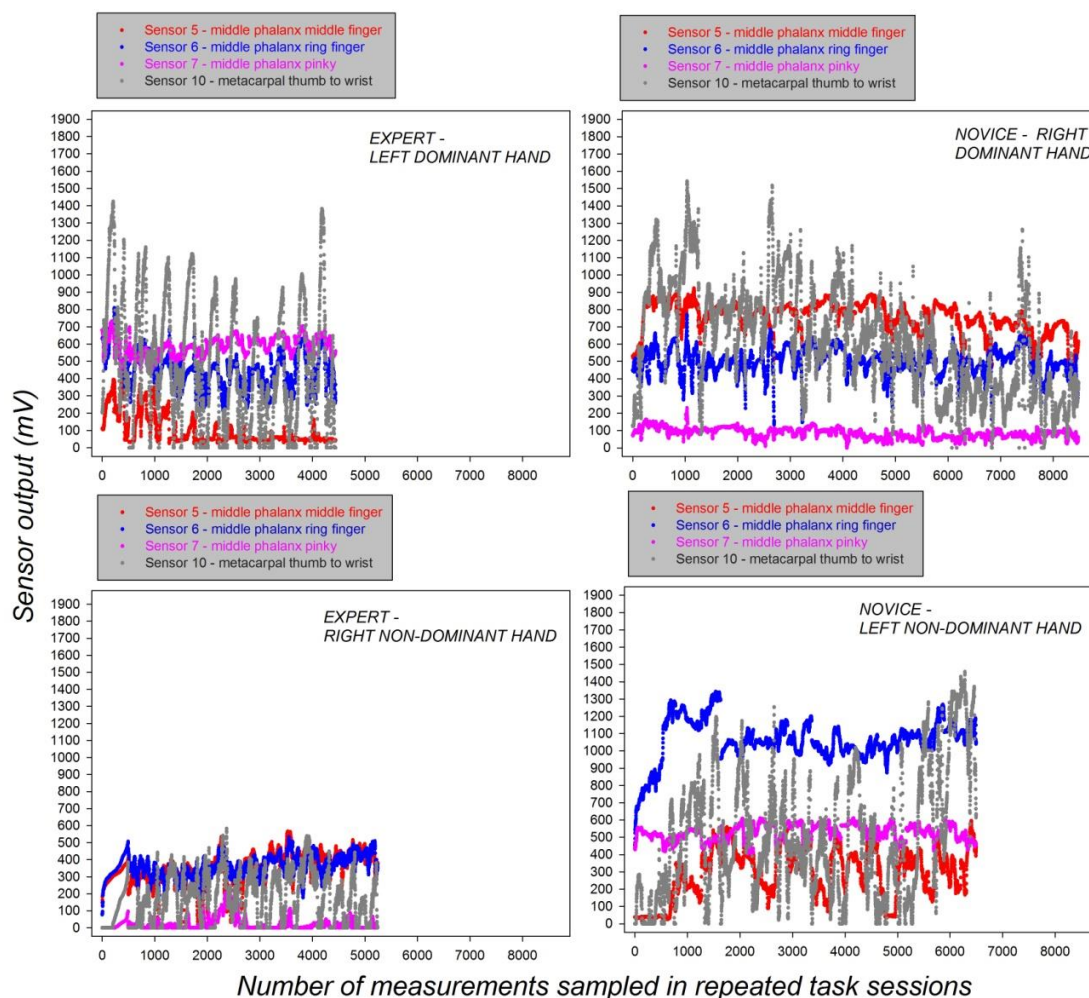 Sensor 5 - middle phalanx middle finger
Sensor 6 - middle phalanx ring finger
Sensor 7 - middle phalanx pinky
Sensor 10 - metacarpal thumb to wrist
EXPERT -
LEFT DOMINANT HAND
1900
1800
1700
1600
1500
1400
1300
1200
1100
1000
900
800
700
600
500
400
300
200
100
0
0 1000 2000 3000 4000 5000 6000 7000 8000
Sensor 5 - middle phalanx middle finger
Sensor 6 - middle phalanx ring finger
Sensor 7 - middle phalanx pinky
Sensor 10 - metacarpal thumb to wrist
NOVICE - RIGHT
DOMINANT HAND
1900
1800
1700
1600
1500
1400
1300
1200
1100
1000
900
800
700
600
500
400
300
200
100
0
0 1000 2000 3000 4000 5000 6000 7000 8000
Sensor output (mV)
Sensor 5 - middle phalanx middle finger
Sensor 6 - middle phalanx ring finger
Sensor 7 - middle phalanx pinky
Sensor 10 - metacarpal thumb to wrist
EXPERT -
RIGHT NON-DOMINANT HAND
1900
1800
1700
1600
1500
1400
1300
1200
1100
1000
900
800
700
600
500
400
300
200
100
0
0 1000 2000 3000 4000 5000 6000 7000 8000
Sensor 5 - middle phalanx middle finger
Sensor 6 - middle phalanx ring finger
Sensor 7 - middle phalanx pinky
Sensor 10 - metacarpal thumb to wrist
NOVICE -
LEFT NON-DOMINANT HAND
1900
1800
1700
1600
1500
1400
1300
1200
1100
1000
900
800
700
600
500
400
300
200
100
0
0 1000 2000 3000 4000 5000 6000 7000 8000
Number of measurements sampled in repeated task sessions